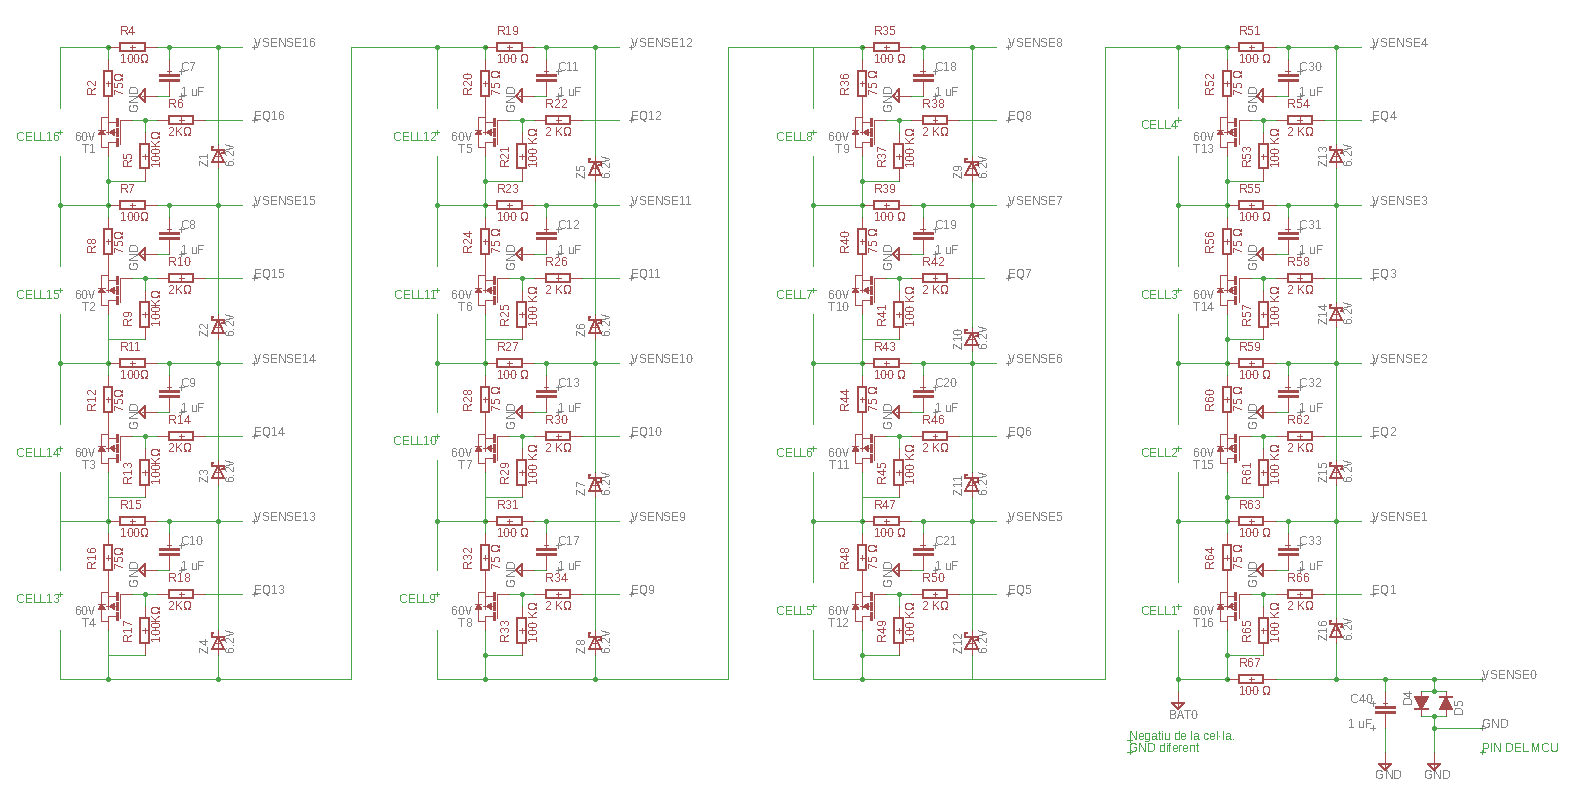 R4
VSENSE16
100Ω
R2
75Ω
C7
1 uF
GND
R6
EQ16
2KΩ
CELL16
60V
T1
R5
100KΩ
Z1
6.2V
R7
VSENSE15
100Ω
R8
75Ω
C8
1 uF
GND
R10
EQ15
2KΩ
CELL15
60V
T2
R9
100KΩ
Z2
6.2V
R11
VSENSE14
100Ω
R12
75Ω
C9
1 uF
GND
R14
EQ14
2KΩ
CELL14
60V
T3
R13
100KΩ
Z3
6.2V
R15
VSENSE13
100Ω
R16
75Ω
C10
1 uF
GND
R18
EQ13
2KΩ
CELL13
60V
T4
R17
100KΩ
Z4
6.2V
R19
VSENSE12
100 Ω
R20
75 Ω
C11
1 uF
GND
R22
EQ12
2 KΩ
CELL12
60V
T5
R21
100 KΩ
Z5
6.2V
R23
VSENSE11
100 Ω
R24
75 Ω
C12
1 uF
GND
R26
EQ11
2 KΩ
CELL11
60V
T6
R25
100 KΩ
Z6
6.2V
R27
VSENSE10
100 Ω
R28
75 Ω
C13
1 uF
GND
R30
EQ10
2 KΩ
CELL10
60V
T7
R29
100 KΩ
Z7
6.2V
R31
VSENSE9
100 Ω
R32
75 Ω
C17
1 uF
GND
R34
EQ9
2 KΩ
CELL9
60V
T8
R33
100 KΩ
Z8
6.2V
R35
VSENSE8
100 Ω
R36
75 Ω
C18
1 uF
GND
R38
EQ8
2 KΩ
CELL8
60V
T9
R37
100 KΩ
Z9
6.2V
R39
VSENSE7
100 Ω
R40
75 Ω
C19
1 uF
GND
R42
EQ7
2 KΩ
CELL7
60V
T10
R41
100 KΩ
Z10
6.2V
R43
VSENSE6
100 Ω
R44
75 Ω
C20
1 uF
GND
R46
EQ6
2 KΩ
CELL6
60V
T11
R45
100 KΩ
Z11
6.2V
R47
VSENSE5
100 Ω
R48
75 Ω
C21
1 uF
GND
R50
EQ5
2 KΩ
CELL5
60V
T12
R49
100 KΩ
Z12
6.2V
R51
VSENSE4
100 Ω
R52
75 Ω
C30
1 uF
GND
R54
EQ4
2 KΩ
CELL4
60V
T13
R53
100 KΩ
Z13
6.2V
R55
VSENSE3
100 Ω
R56
75 Ω
C31
1 uF
GND
R58
EQ3
2 KΩ
CELL3
60V
T14
R57
100 KΩ
Z14
6.2V
R59
VSENSE2
100 Ω
R60
75 Ω
C32
1 uF
GND
R62
EQ2
2 KΩ
CELL2
60V
T15
R61
100 KΩ
Z15
6.2V
R63
VSENSE1
100 Ω
R64
75 Ω
C33
1 uF
GND
R66
EQ1
2 KΩ
CELL1
60V
T16
R65
100 KΩ
Z16
6.2V
R67
VSENSE0
100 Ω
C40
1 uF
D4
D5
BAT0
GND
Negatiu de la cel·la.
GND diferent
PIN DEL MCU
GND
GND